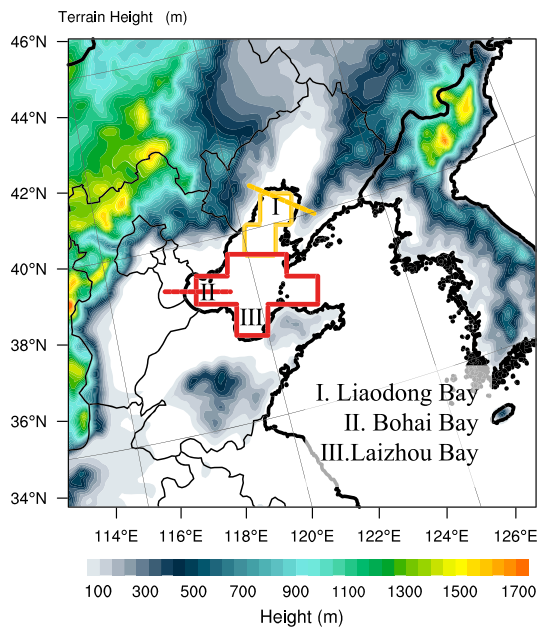 Terrain Height (m)
46°N
44°N
42°N
40°N
38°N
36°N
34°N
I
II
III
I. Liaodong Bay
II. Bohai Bay
III.Laizhou Bay
114°E 116°E 118°E 120°E 122°E 124°E 126°E
100 300 500 700 900 1100 1300 1500 1700
Height (m)